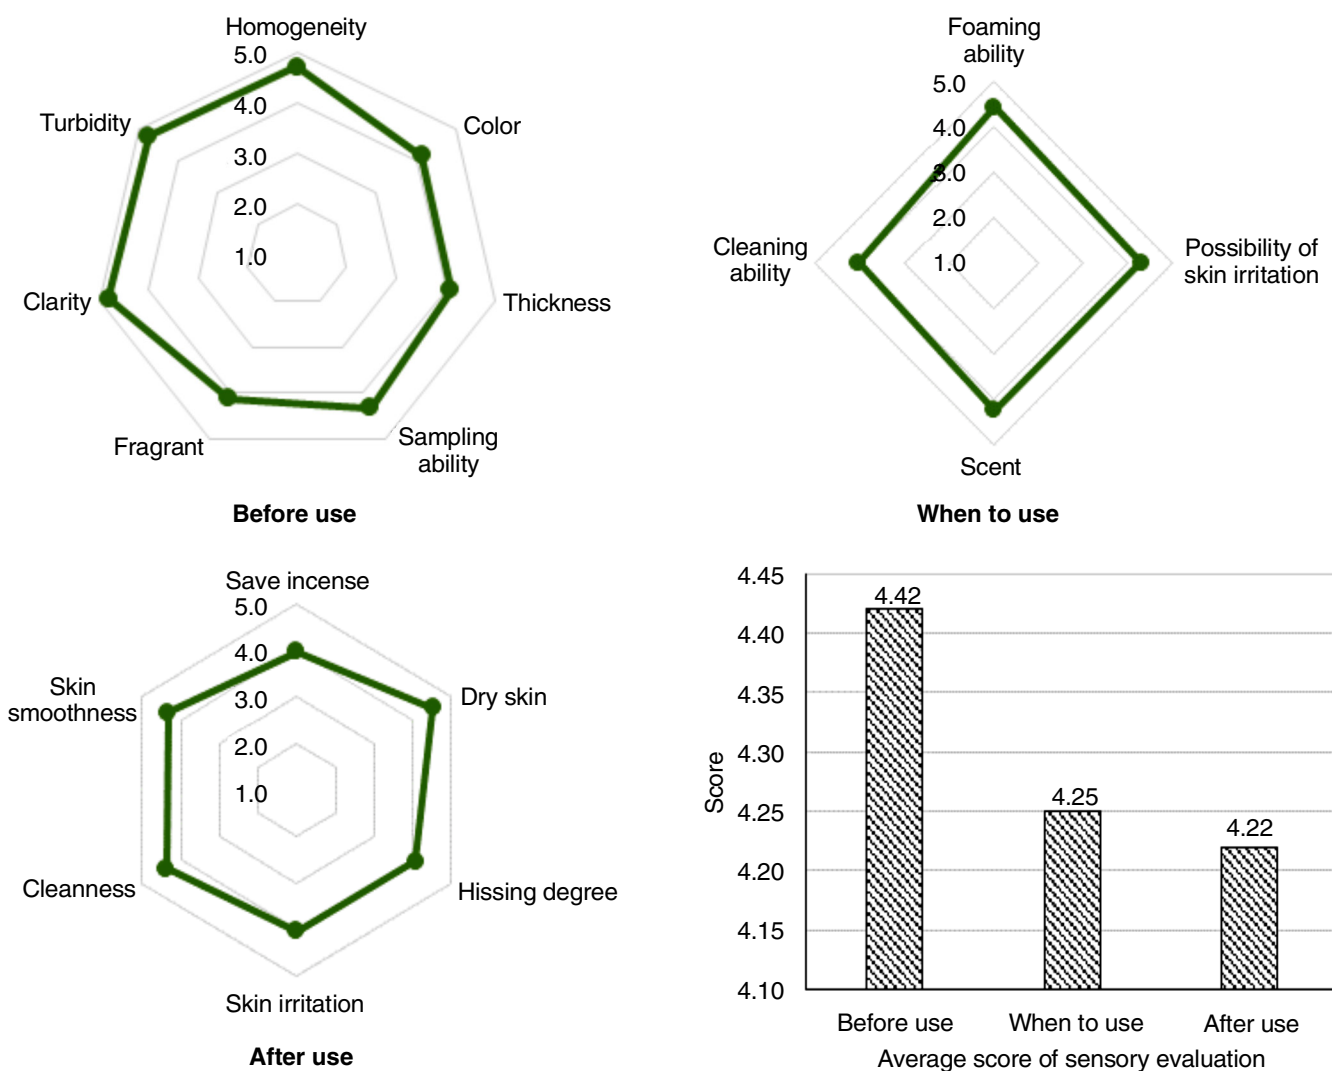 Homogeneity
5.0
4.0
3.0
2.0
1.0
Turbidity
Color
Clarity
Thickness
Fragrant
Sampling
ability
Before use
Foaming
ability
5.0
4.0
3.0
2.0
1.0
Cleaning
ability
Possibility of
skin irritation
Scent
When to use
Save incense
5.0
4.0
3.0
2.0
1.0
Skin
smoothness
Dry skin
Cleanness
Hissing degree
Skin irritation
After use
4.45
4.40
4.35
4.30
4.25
4.20
4.15
4.10
Score
4.42
4.25
4.22
Before use
When to use
After use
Average score of sensory evaluation